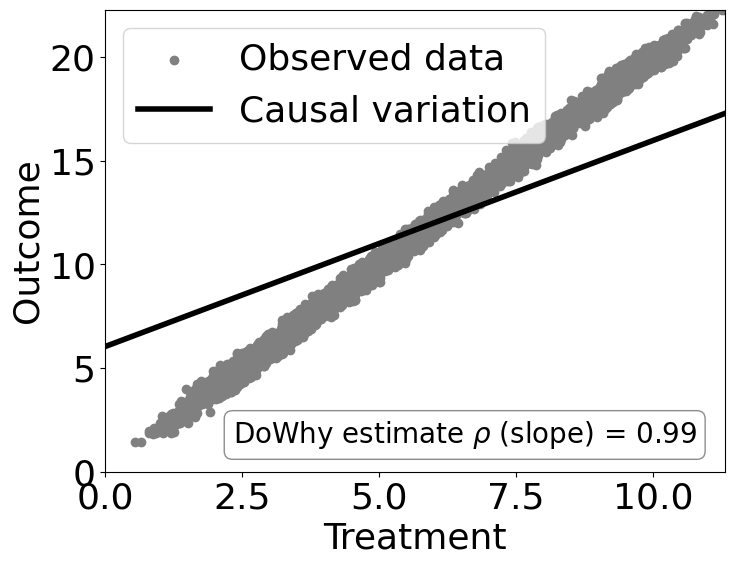 Observed data
Causal variation
20
15
10
5
0
Outcome
DoWhy estimate ρ (slope) = 0.99
0.0 2.5 5.0 7.5 10.0
Treatment